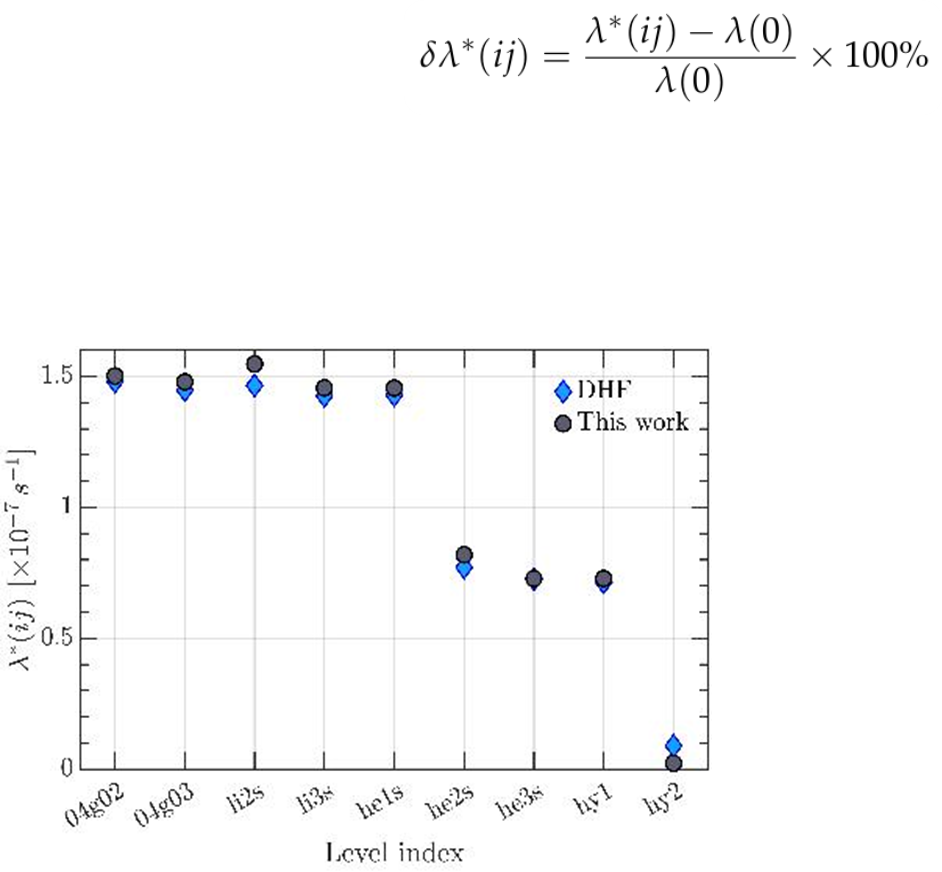 δλ*(ij) = λ*(ij) − λ(0) / λ(0) × 100%
1.5
1
0.5
0
λ*(ij) [×10⁻⁷ s⁻¹]
DHF
This work
04g02 04g03 li2s li3s he1s he2s he3s hy1 hy2
Level index